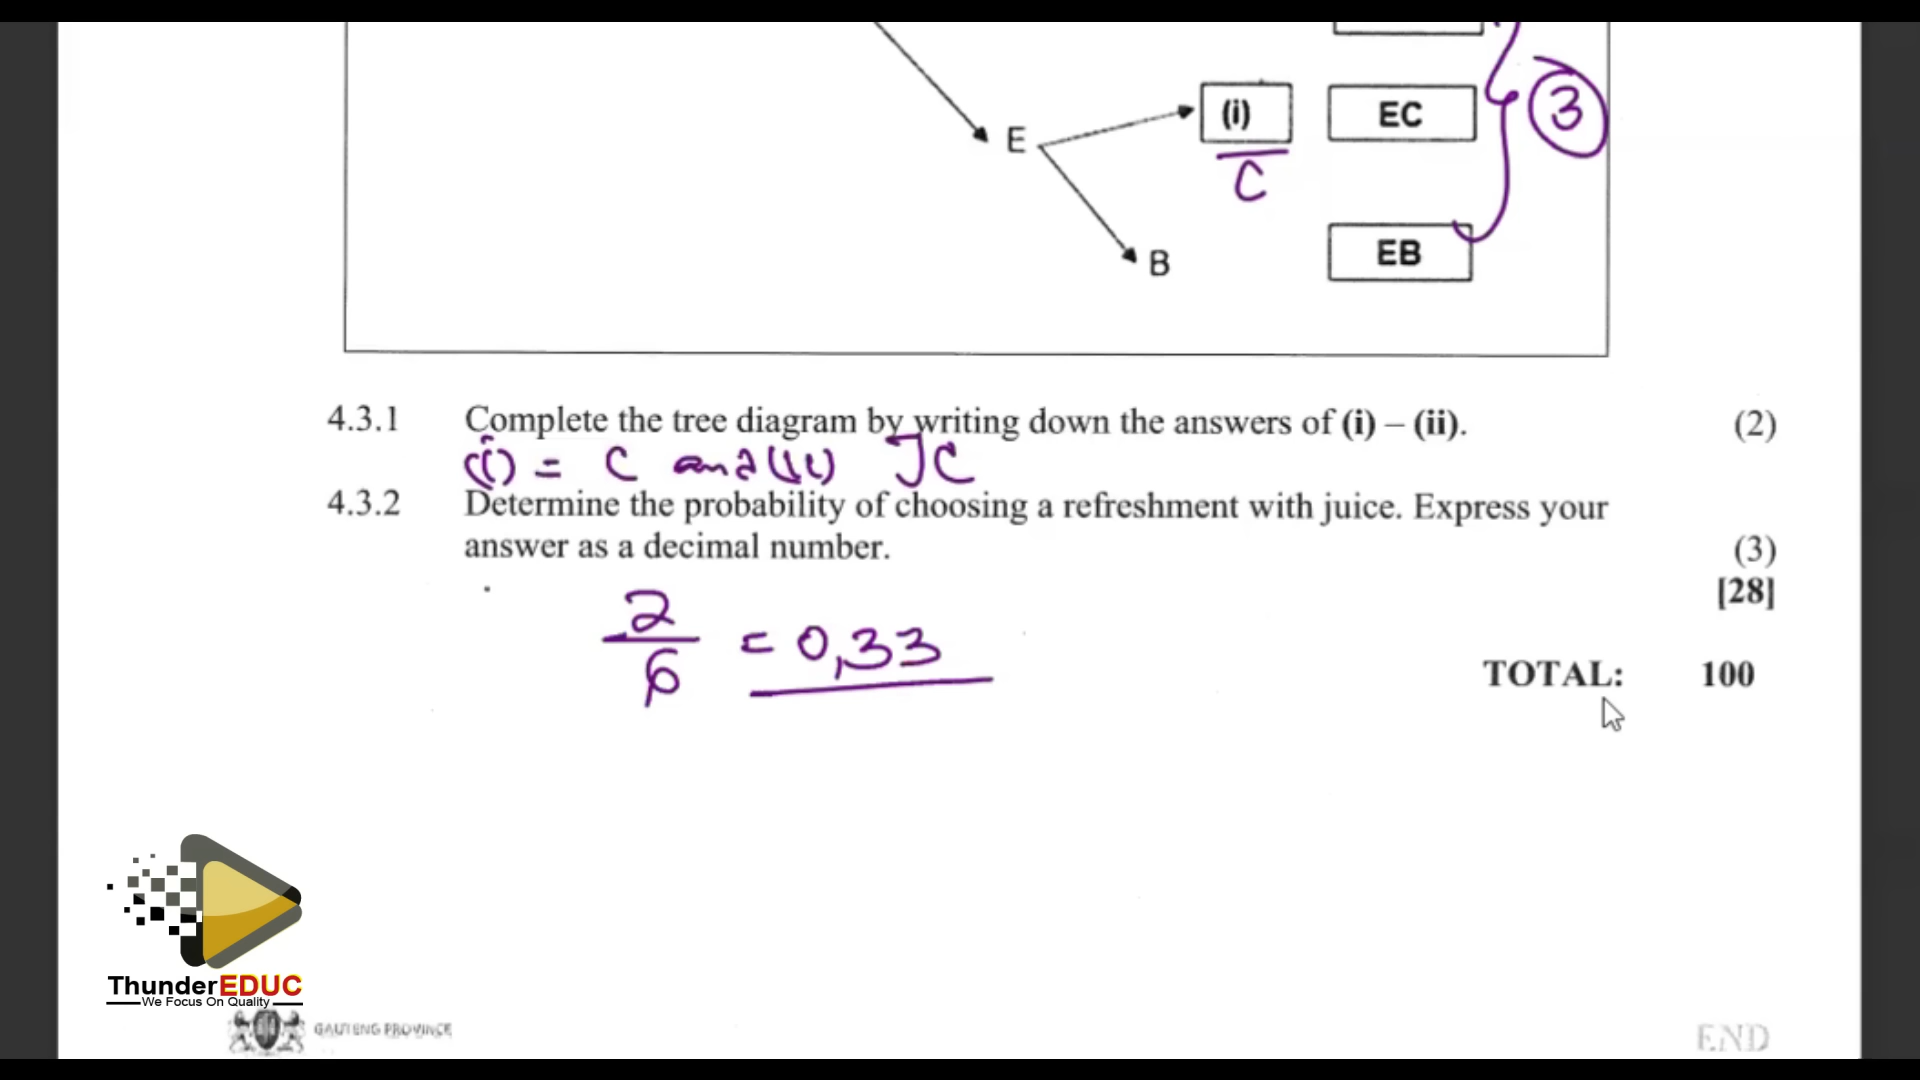 (i)
EC
3
E
C
B
EB
4.3.1 Complete the tree diagram by writing down the answers of (i) – (ii). (2)
(i) = C and (ii) JC
4.3.2 Determine the probability of choosing a refreshment with juice. Express your
answer as a decimal number. (3)
[28]
2
6
= 0,33
TOTAL: 100
ThunderEDUC
We Focus On Quality
GAUTENG PROVINCE
END